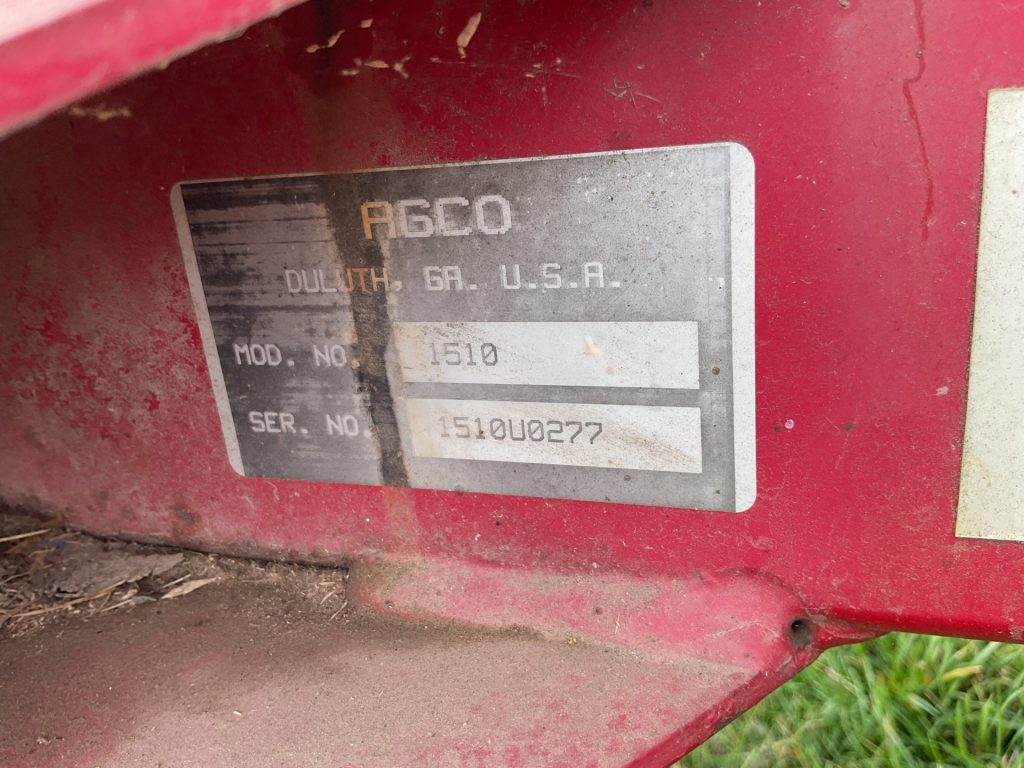 AGCO
DULUTH, GA. U.S.A.
MOD. NO. 1510
SER. NO. 1510U0277